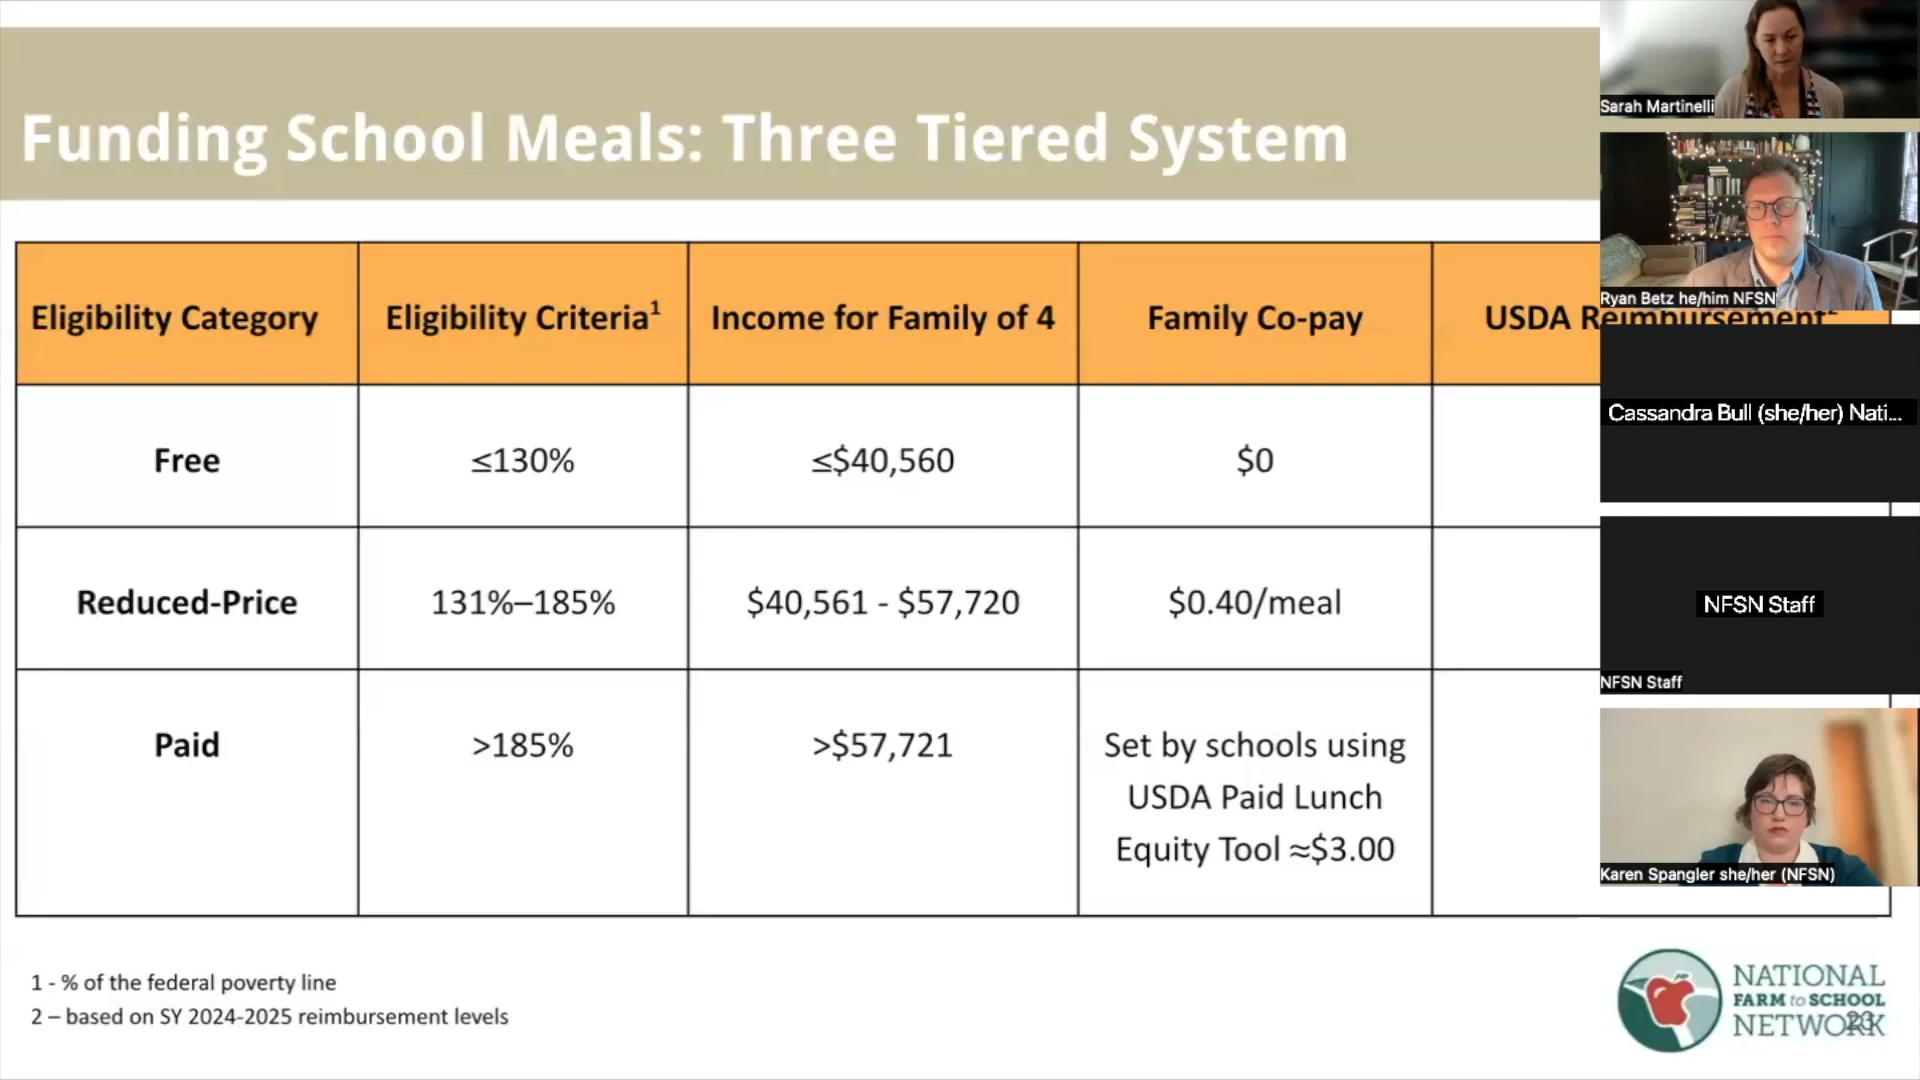 Funding School Meals: Three Tiered System
Eligibility Category
Eligibility Criteria1
Income for Family of 4
Family Co-pay
USDA Reimbursement2
Free
≤130%
≤$40,560
$0
Reduced-Price
131%–185%
$40,561 - $57,720
$0.40/meal
Paid
>185%
>$57,721
Set by schools using
USDA Paid Lunch
Equity Tool ≈$3.00
1 - % of the federal poverty line
2 – based on SY 2024-2025 reimbursement levels
NATIONAL
FARM to SCHOOL
NETWORK
23
Sarah Martinelli
Ryan Betz he/him NFSN
Cassandra Bull (she/her) Nati...
NFSN Staff
NFSN Staff
Karen Spangler she/her (NFSN)